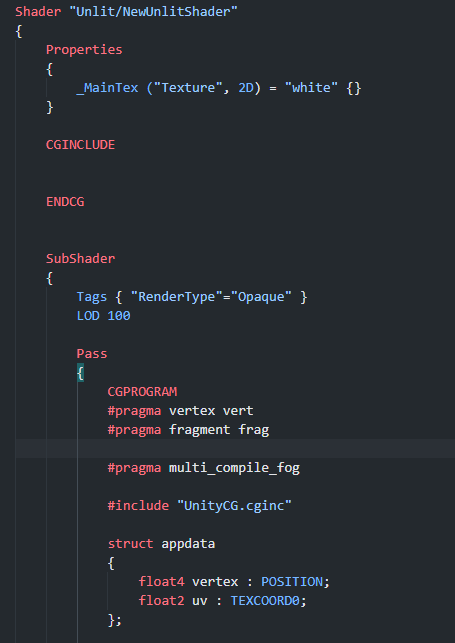 Shader "Unlit/NewUnlitShader"
{
Properties
{
_MainTex ("Texture", 2D) = "white" {}
}
CGINCLUDE
ENDCG
SubShader
{
Tags { "RenderType"="Opaque" }
LOD 100
Pass
{
CGPROGRAM
#pragma vertex vert
#pragma fragment frag
#pragma multi_compile_fog
#include "UnityCG.cginc"
struct appdata
{
float4 vertex : POSITION;
float2 uv : TEXCOORD0;
};